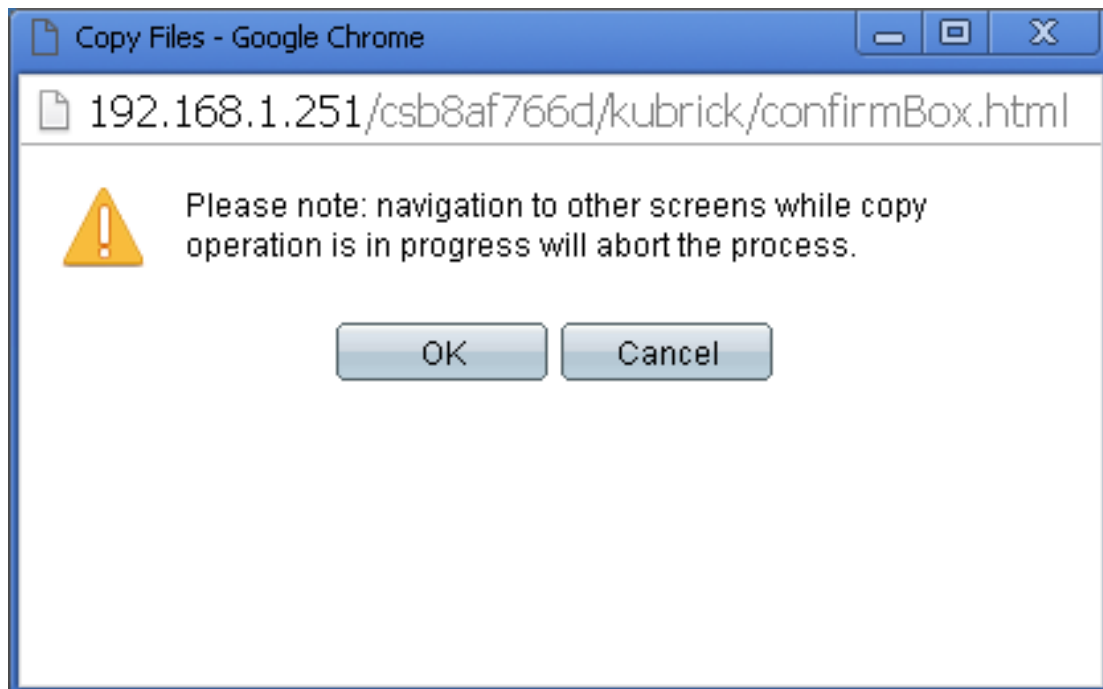 Copy Files - Google Chrome
192.168.1.251/csb8af766d/kubrick/confirmBox.html
Please note: navigation to other screens while copy
operation is in progress will abort the process.
OK Cancel